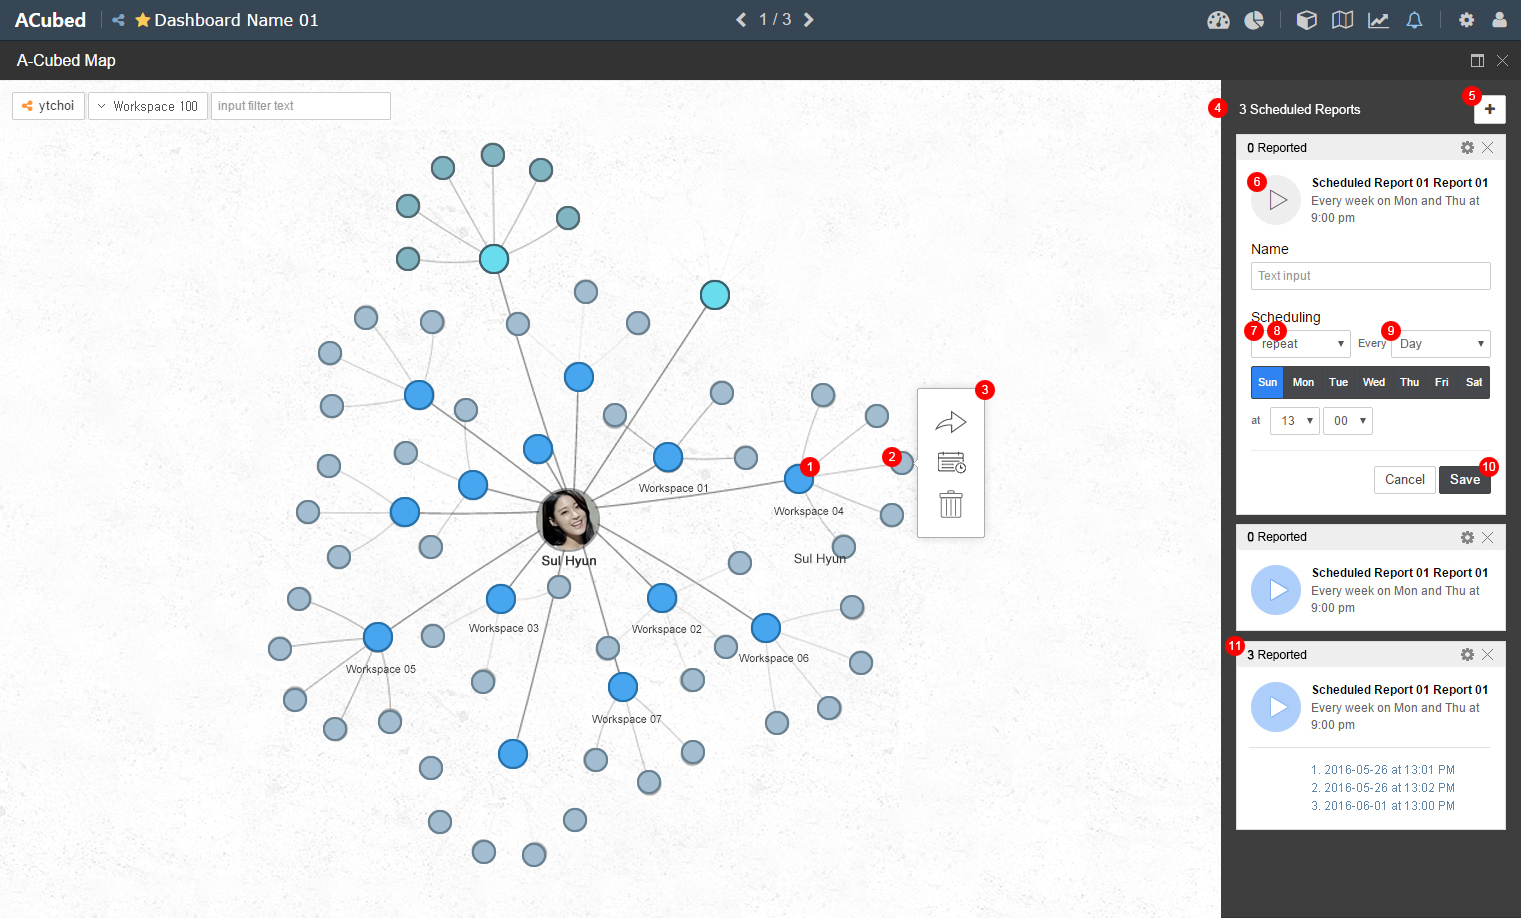 ACubed
Dashboard Name 01
1 / 3
A-Cubed Map
ytchoi
Workspace 100
input filter text
Workspace 01
Workspace 04
Sul Hyun
Sul Hyun
Workspace 03
Workspace 02
Workspace 06
Workspace 05
Workspace 07
1
2
3
4
3 Scheduled Reports
5
+
0 Reported
6
Scheduled Report 01 Report 01
Every week on Mon and Thu at
9:00 pm
Name
Text input
Scheduling
7
8
9
repeat
Every
Day
Sun Mon Tue Wed Thu Fri Sat
at
13
00
Cancel
Save
10
0 Reported
Scheduled Report 01 Report 01
Every week on Mon and Thu at
9:00 pm
11
3 Reported
Scheduled Report 01 Report 01
Every week on Mon and Thu at
9:00 pm
1. 2016-05-26 at 13:01 PM
2. 2016-05-26 at 13:02 PM
3. 2016-06-01 at 13:00 PM